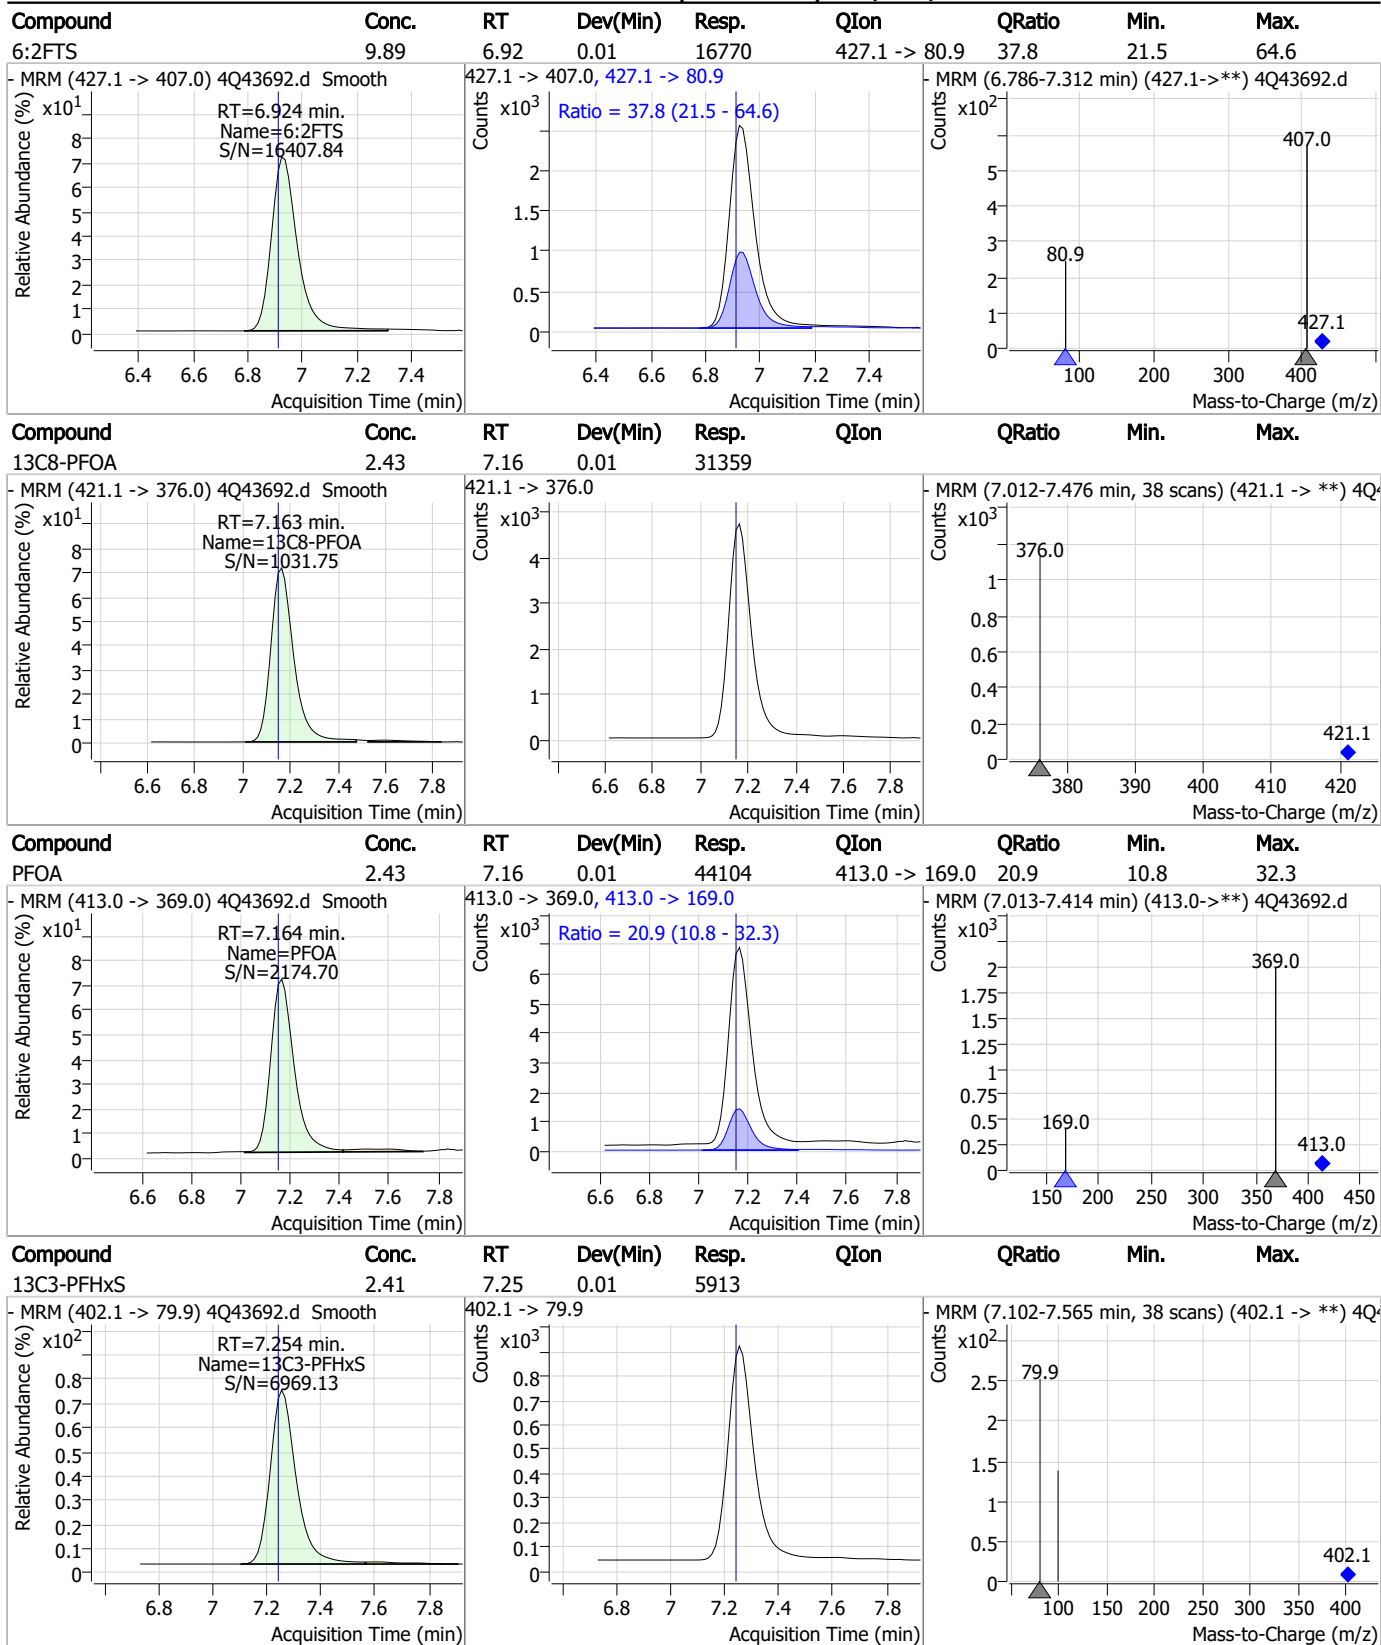 Compound Conc. RT Dev(Min) Resp. QIon QRatio Min. Max.
6:2FTS 9.89 6.92 0.01 16770 427.1 -> 80.9 37.8 21.5 64.6
- MRM (427.1 -> 407.0) 4Q43692.d Smooth
Relative Abundance (%)
x10¹
RT=6.924 min.
Name=6:2FTS
S/N=16407.84
8
7
6
5
4
3
2
1
0
6.4 6.6 6.8 7 7.2 7.4
Acquisition Time (min)
427.1 -> 407.0, 427.1 -> 80.9
Counts
x10³
Ratio = 37.8 (21.5 - 64.6)
2
1.5
1
0.5
0
6.4 6.6 6.8 7 7.2 7.4
Acquisition Time (min)
- MRM (6.786-7.312 min) (427.1->**) 4Q43692.d
Counts
x10²
407.0
80.9
427.1
5
4
3
2
1
0
100 200 300 400
Mass-to-Charge (m/z)
Compound Conc. RT Dev(Min) Resp. QIon QRatio Min. Max.
13C8-PFOA 2.43 7.16 0.01 31359
- MRM (421.1 -> 376.0) 4Q43692.d Smooth
Relative Abundance (%)
x10¹
RT=7.163 min.
Name=13C8-PFOA
S/N=1031.75
8
7
6
5
4
3
2
1
0
6.6 6.8 7 7.2 7.4 7.6 7.8
Acquisition Time (min)
421.1 -> 376.0
Counts
x10³
4
3
2
1
0
6.6 6.8 7 7.2 7.4 7.6 7.8
Acquisition Time (min)
- MRM (7.012-7.476 min, 38 scans) (421.1 -> **) 4Q4
Counts
x10³
376.0
421.1
1
0.8
0.6
0.4
0.2
0
380 390 400 410 420
Mass-to-Charge (m/z)
Compound Conc. RT Dev(Min) Resp. QIon QRatio Min. Max.
PFOA 2.43 7.16 0.01 44104 413.0 -> 169.0 20.9 10.8 32.3
- MRM (413.0 -> 369.0) 4Q43692.d Smooth
Relative Abundance (%)
x10¹
RT=7.164 min.
Name=PFOA
S/N=2174.70
8
7
6
5
4
3
2
1
0
6.6 6.8 7 7.2 7.4 7.6 7.8
Acquisition Time (min)
413.0 -> 369.0, 413.0 -> 169.0
Counts
x10³
Ratio = 20.9 (10.8 - 32.3)
6
5
4
3
2
1
0
6.6 6.8 7 7.2 7.4 7.6 7.8
Acquisition Time (min)
- MRM (7.013-7.414 min) (413.0->**) 4Q43692.d
Counts
x10³
369.0
169.0
413.0
2
1.75
1.5
1.25
1
0.75
0.5
0.25
0
150 200 250 300 350 400 450
Mass-to-Charge (m/z)
Compound Conc. RT Dev(Min) Resp. QIon QRatio Min. Max.
13C3-PFHxS 2.41 7.25 0.01 5913
- MRM (402.1 -> 79.9) 4Q43692.d Smooth
Relative Abundance (%)
x10²
RT=7.254 min.
Name=13C3-PFHxS
S/N=6969.13
0.8
0.7
0.6
0.5
0.4
0.3
0.2
0.1
0
6.8 7 7.2 7.4 7.6 7.8
Acquisition Time (min)
402.1 -> 79.9
Counts
x10³
0.8
0.7
0.6
0.5
0.4
0.3
0.2
0.1
0
6.8 7 7.2 7.4 7.6 7.8
Acquisition Time (min)
- MRM (7.102-7.565 min, 38 scans) (402.1 -> **) 4Q4
Counts
x10²
79.9
402.1
2.5
2
1.5
1
0.5
0
100 150 200 250 300 350 400
Mass-to-Charge (m/z)